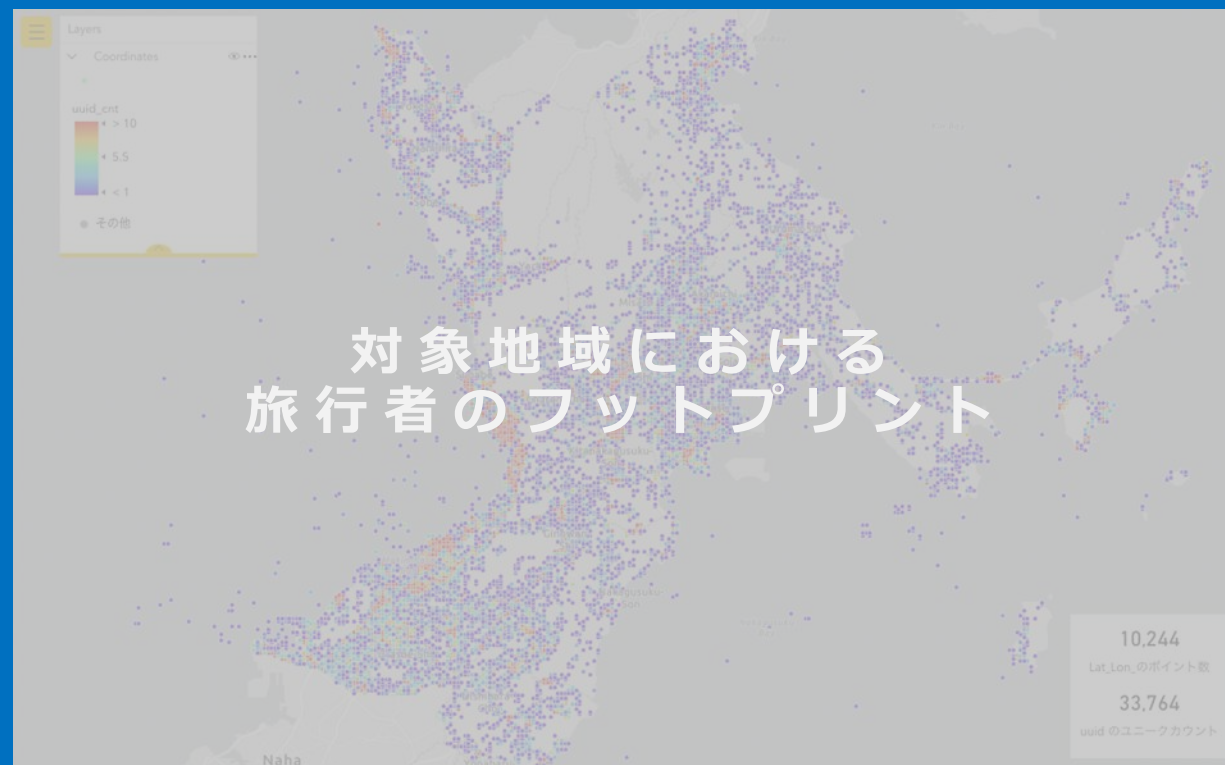 Layers
Coordinates
uuid_cnt
> 10
5.5
< 1
その他
対象地域における
旅行者のフットプリント
10,244
Lat_Lon_のポイント数
33,764
uuid のユニークカウント
Naha